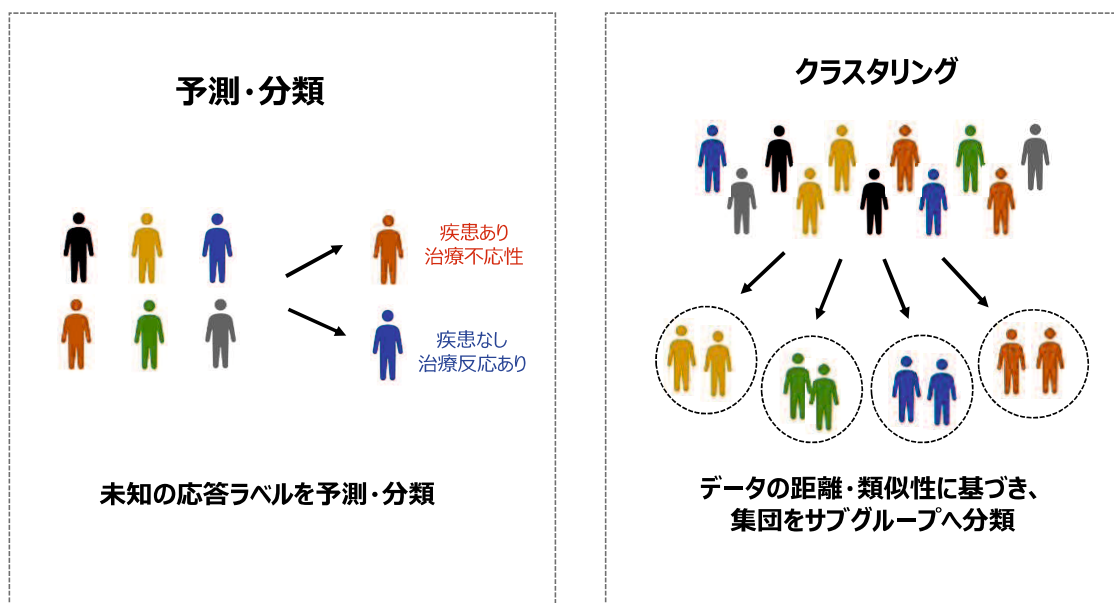 予測・分類
疾患あり
治療不応性
疾患なし
治療反応あり
未知の応答ラベルを予測・分類
クラスタリング
データの距離・類似性に基づき、
集団をサブグループへ分類